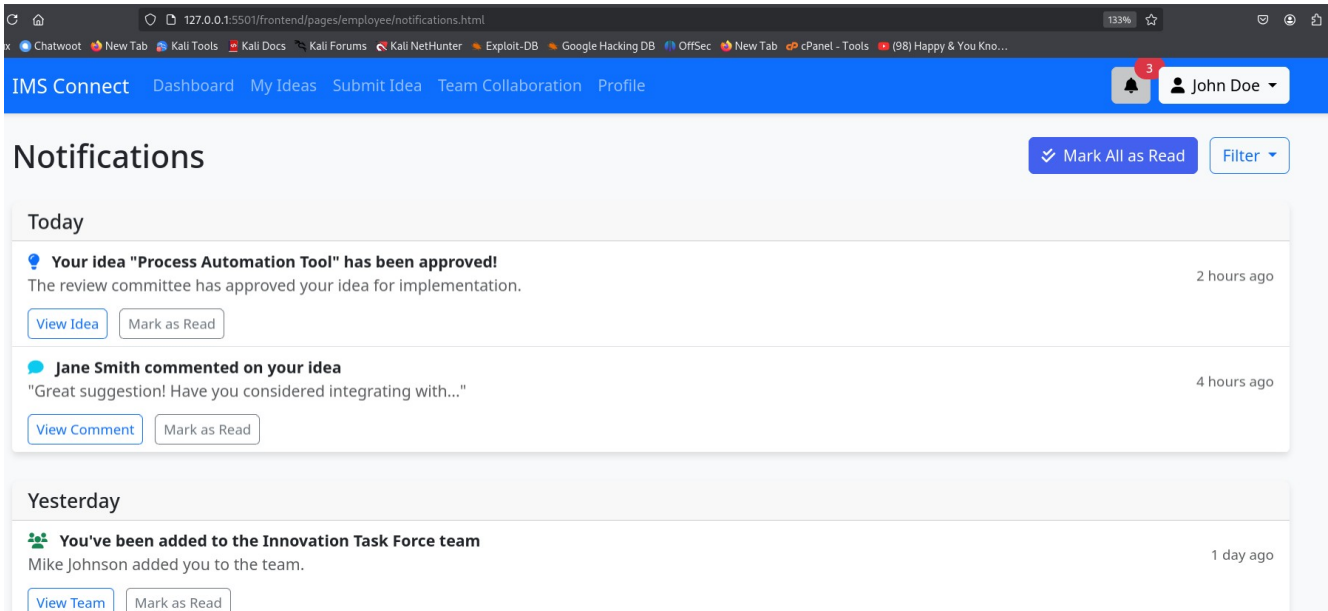 127.0.0.1:5501/frontend/pages/employee/notifications.html 133%
Chatwoot New Tab Kali Tools Kali Docs Kali Forums Kali NetHunter Exploit-DB Google Hacking DB OffSec New Tab cPanel - Tools (98) Happy & You Kno...
IMS Connect Dashboard My Ideas Submit Idea Team Collaboration Profile 3 John Doe
Notifications Mark All as Read Filter
Today
Your idea "Process Automation Tool" has been approved!
The review committee has approved your idea for implementation.
2 hours ago
View Idea Mark as Read
Jane Smith commented on your idea
"Great suggestion! Have you considered integrating with..."
4 hours ago
View Comment Mark as Read
Yesterday
You've been added to the Innovation Task Force team
Mike Johnson added you to the team.
1 day ago
View Team Mark as Read